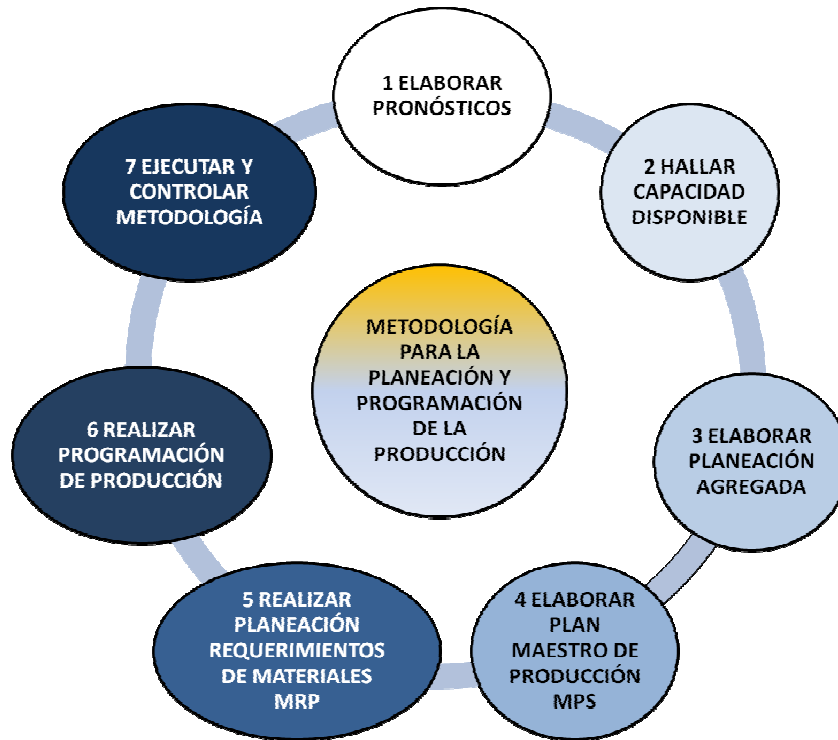 1 ELABORAR
PRONÓSTICOS
2 HALLAR
CAPACIDAD
DISPONIBLE
3 ELABORAR
PLANEACIÓN
AGREGADA
4 ELABORAR
PLAN
MAESTRO DE
PRODUCCIÓN
MPS
5 REALIZAR
PLANEACIÓN
REQUERIMIENTOS
DE MATERIALES
MRP
6 REALIZAR
PROGRAMACIÓN
DE PRODUCCIÓN
7 EJECUTAR Y
CONTROLAR
METODOLOGÍA
METODOLOGÍA
PARA LA
PLANEACIÓN Y
PROGRAMACIÓN
DE LA
PRODUCCIÓN